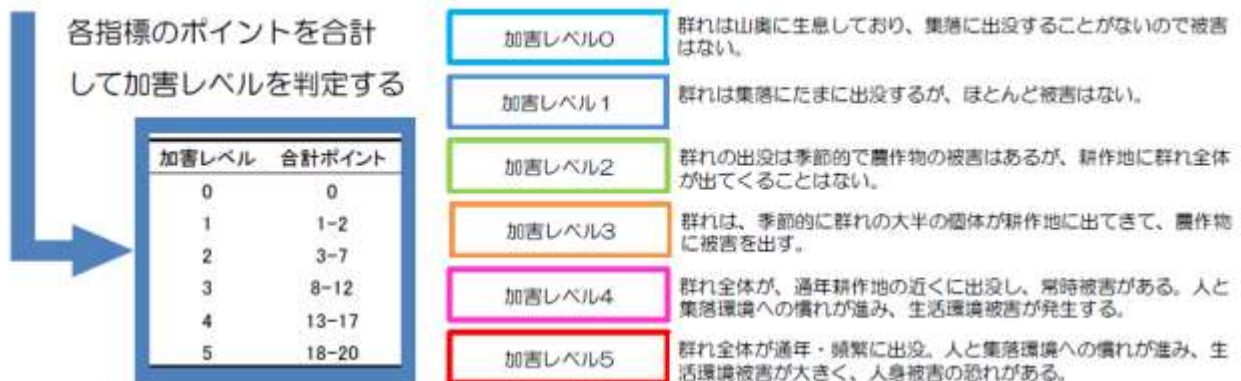 各指標のポイントを合計
して加害レベルを判定する
加害レベル 合計ポイント
0 0
1 1-2
2 3-7
3 8-12
4 13-17
5 18-20
加害レベル0
群れは山奥に生息しており、集落に出没することがないので被害
はない。
加害レベル1
群れは集落にたまに出没するが、ほとんど被害はない。
加害レベル2
群れの出没は季節的で農作物の被害はあるが、耕作地に群れ全体
が出てくることはない。
加害レベル3
群れは、季節的に群れの大半の個体が耕作地に出てきて、農作物
に被害を出す。
加害レベル4
群れ全体が、通年耕作地の近くに出没し、常時被害がある。人と
集落環境への慣れが進み、生活環境被害が発生する。
加害レベル5
群れ全体が通年・頻繁に出没。人と集落環境への慣れが進み、生
活環境被害が大きく、人身被害の恐れがある。